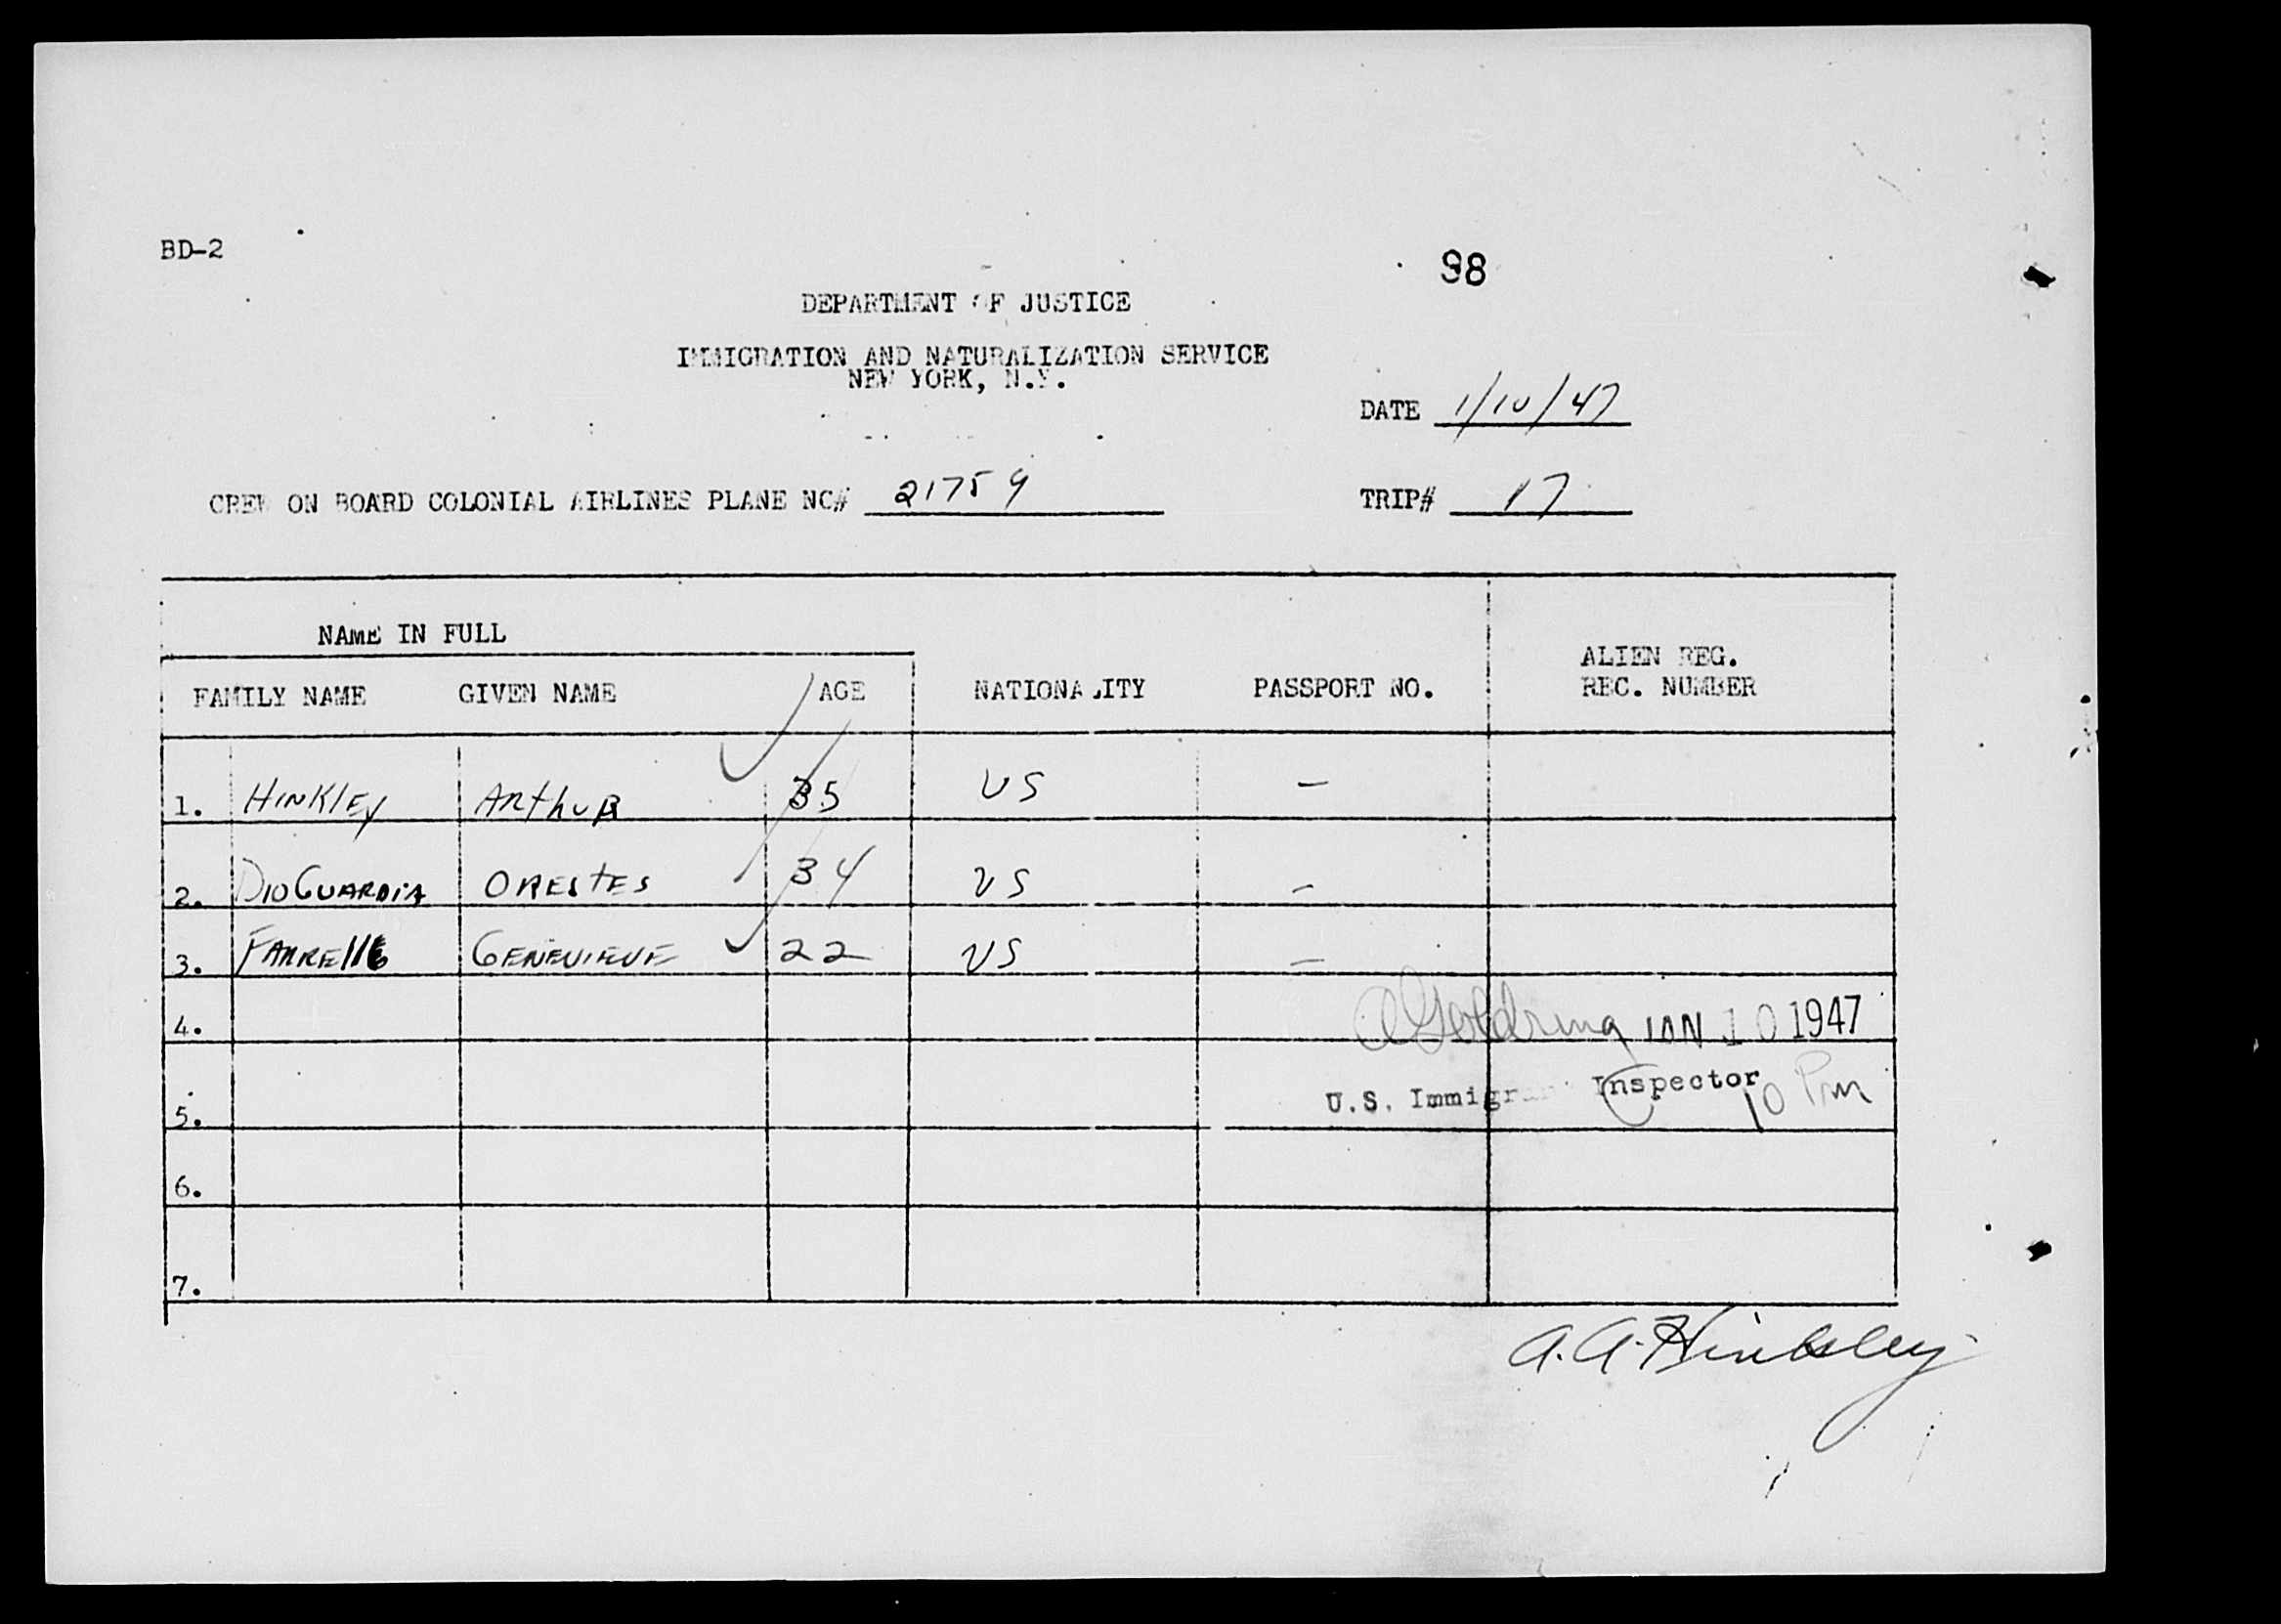 BD-2
98
DEPARTMENT OF JUSTICE
IMMIGRATION AND NATURALIZATION SERVICE
NEW YORK, N.Y.
DATE 1/10/47
CREW ON BOARD COLONIAL AIRLINES PLANE NC# 21759
TRIP# 17
NAME IN FULL
FAMILY NAME GIVEN NAME AGE NATIONALITY PASSPORT NO. ALIEN REG. REC. NUMBER
1. HINKLEY ARTHUR 35 US –
2. DIOGUARDIA ORESTES 34 US –
3. GENEVIEVE 22 US –
4.
A Goldring JAN 10 1947
U.S. Immigrant Inspector 10 Pm
5.
6.
7.
A. A. Hinkley